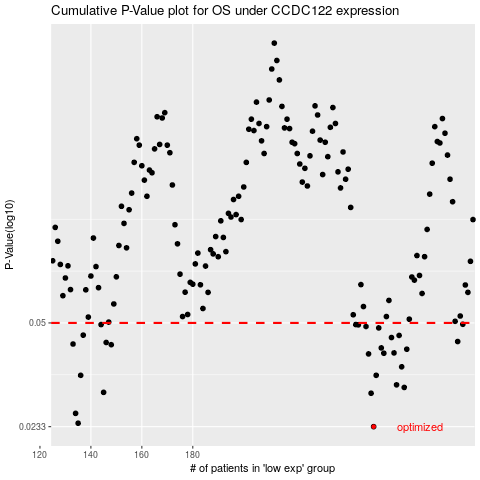 Cumulative P-Value plot for OS under CCDC122 expression
P-Value(log10)
0.05
0.0233
optimized
120 140 160 180
# of patients in 'low exp' group